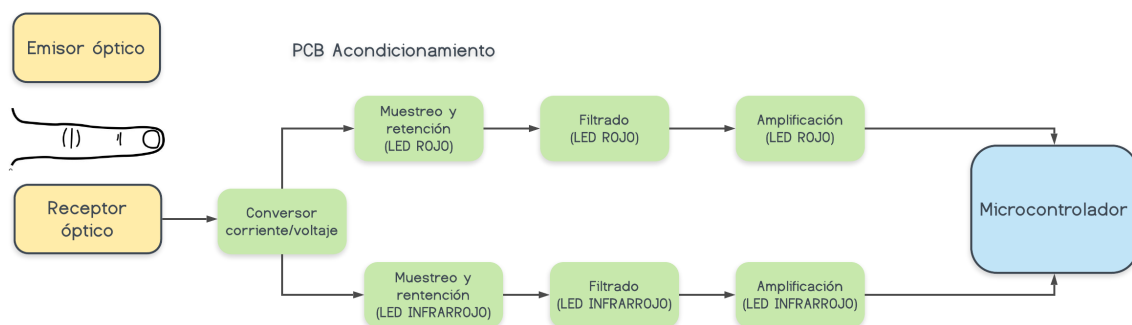 Emisor óptico
PCB Acondicionamiento
Muestreo y
retención
(LED ROJO)
Filtrado
(LED ROJO)
Amplificación
(LED ROJO)
Receptor
óptico
Conversor
corriente/voltaje
Microcontrolador
Muestreo y
rentención
(LED INFRARROJO)
Filtrado
(LED INFRARROJO)
Amplificación
(LED INFRARROJO)